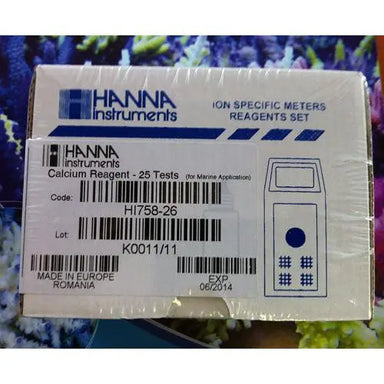 HANNA
instruments
ION SPECIFIC METERS
REAGENTS SET
HANNA
instruments
Calcium Reagent - 25 Tests (for Marine Application)
Code:
HI758-26
Lot:
K0011/11
MADE IN EUROPE
ROMANIA
EXP
06/2014